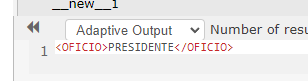 __new__1
Adaptive Output Number of resu
1 <OFICIO>PRESIDENTE</OFICIO>